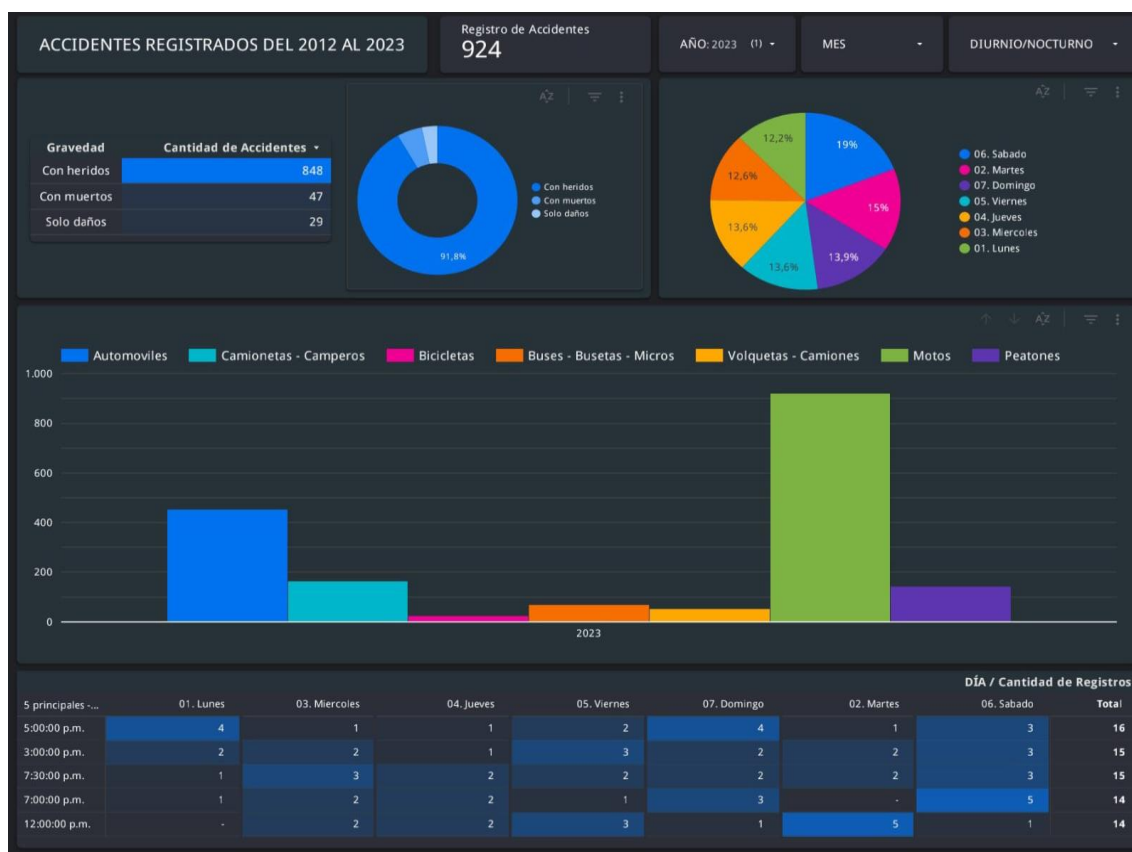 ACCIDENTES REGISTRADOS DEL 2012 AL 2023
Registro de Accidentes
924
AÑO: 2023 (1)
MES
DIURNIO/NOCTURNO
Gravedad Cantidad de Accidentes
Con heridos 848
Con muertos 47
Solo daños 29
91,8%
Con heridos
Con muertos
Solo daños
19%
15%
13,9%
13,6%
13,6%
12,6%
12,2%
06. Sabado
02. Martes
07. Domingo
05. Viernes
04. Jueves
03. Miercoles
01. Lunes
Automoviles Camionetas - Camperos Bicicletas Buses - Busetas - Micros Volquetas - Camiones Motos Peatones
1.000
800
600
400
200
0
2023
DÍA / Cantidad de Registros
5 principales -... 01. Lunes 03. Miercoles 04. Jueves 05. Viernes 07. Domingo 02. Martes 06. Sabado Total
5:00:00 p.m. 4 1 1 2 4 1 3 16
3:00:00 p.m. 2 2 1 3 2 2 3 15
7:30:00 p.m. 1 3 2 2 2 2 3 15
7:00:00 p.m. 1 2 2 1 3 - 5 14
12:00:00 p.m. - 2 2 3 1 5 1 14